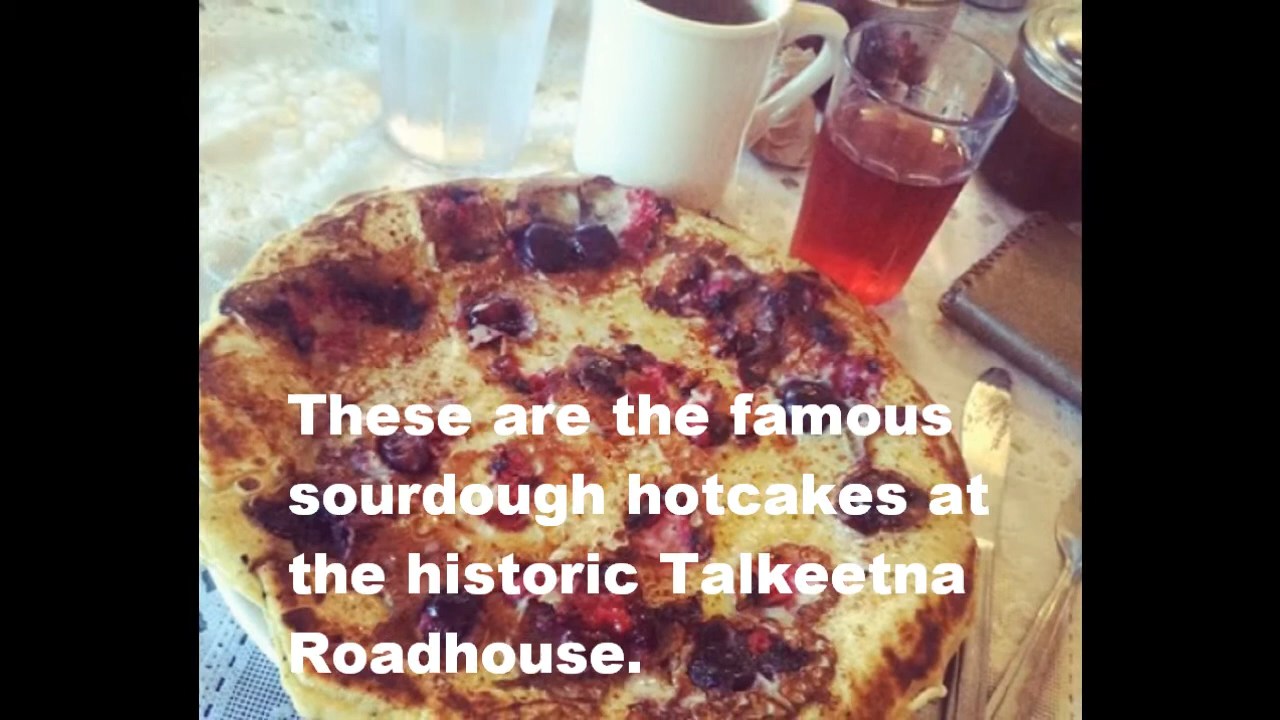 These are the famous
sourdough hotcakes at
the historic Talkeetna
Roadhouse.